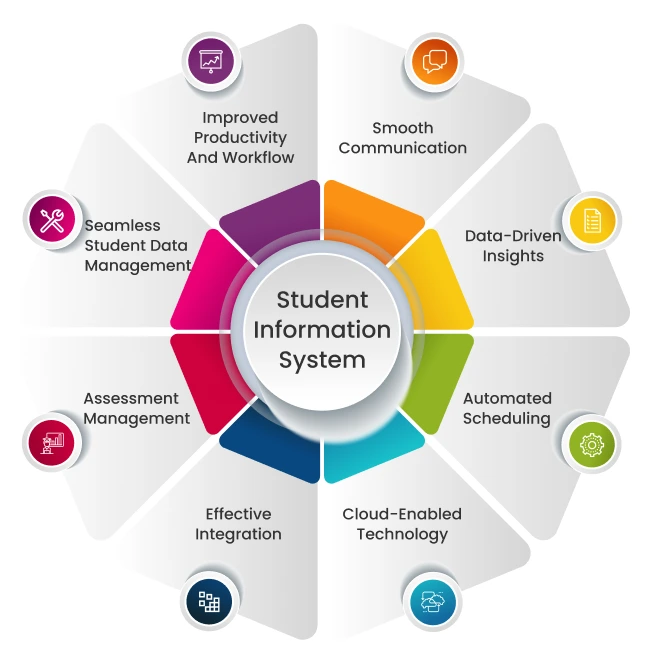 Improved
Productivity
And Workflow
Smooth
Communication
Seamless
Student Data
Management
Data-Driven
Insights
Student
Information
System
Assessment
Management
Automated
Scheduling
Effective
Integration
Cloud-Enabled
Technology